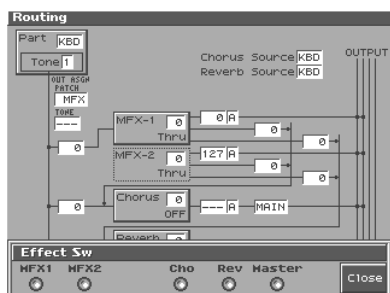 Routing
Part KBD
Tone 1
Chorus Source KBD
Reverb Source KBD
OUTPUT
OUT ASGN
PATCH
MFX
TONE
---
MFX-1 0
Thru
0 A
0
0
0
MFX-2
Thru
127 A
0
0
Chorus 0
OFF
0
--- A
MAIN
Reverb
Effect Sw
MFX1 MFX2 Cho Rev Master
Close